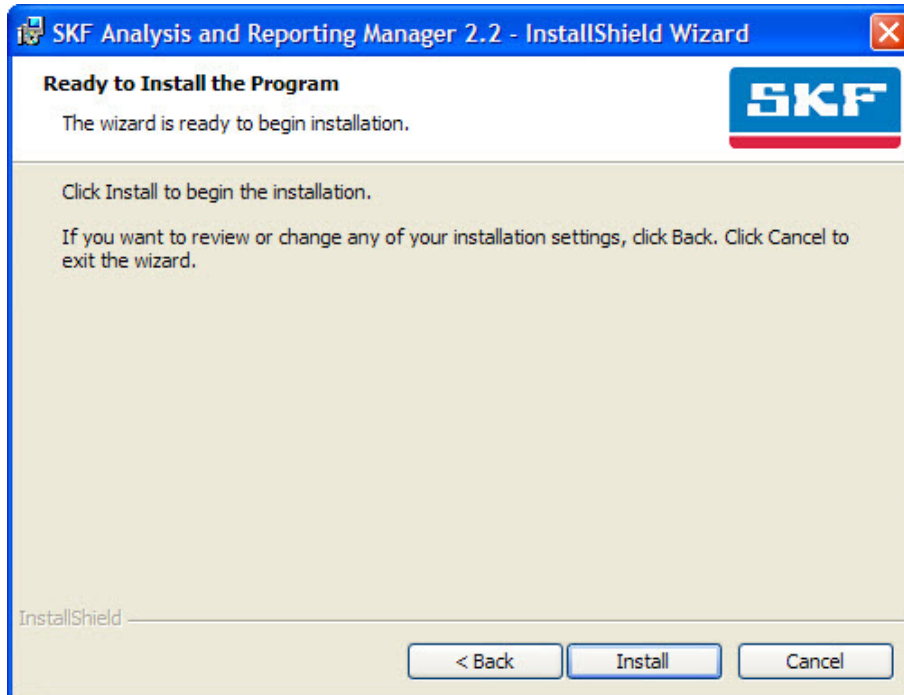 SKF Analysis and Reporting Manager 2.2 - InstallShield Wizard
Ready to Install the Program
The wizard is ready to begin installation.
SKF
Click Install to begin the installation.
If you want to review or change any of your installation settings, click Back. Click Cancel to
exit the wizard.
InstallShield
< Back
Install
Cancel